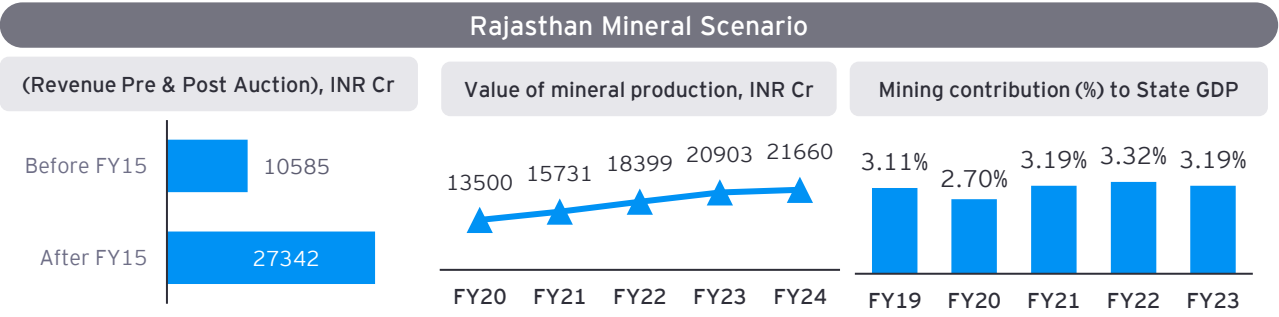 Rajasthan Mineral Scenario
(Revenue Pre & Post Auction), INR Cr
Before FY15
10585
After FY15
27342
Value of mineral production, INR Cr
13500 15731 18399 20903 21660
FY20 FY21 FY22 FY23 FY24
Mining contribution (%) to State GDP
3.11% 2.70% 3.19% 3.32% 3.19%
FY19 FY20 FY21 FY22 FY23